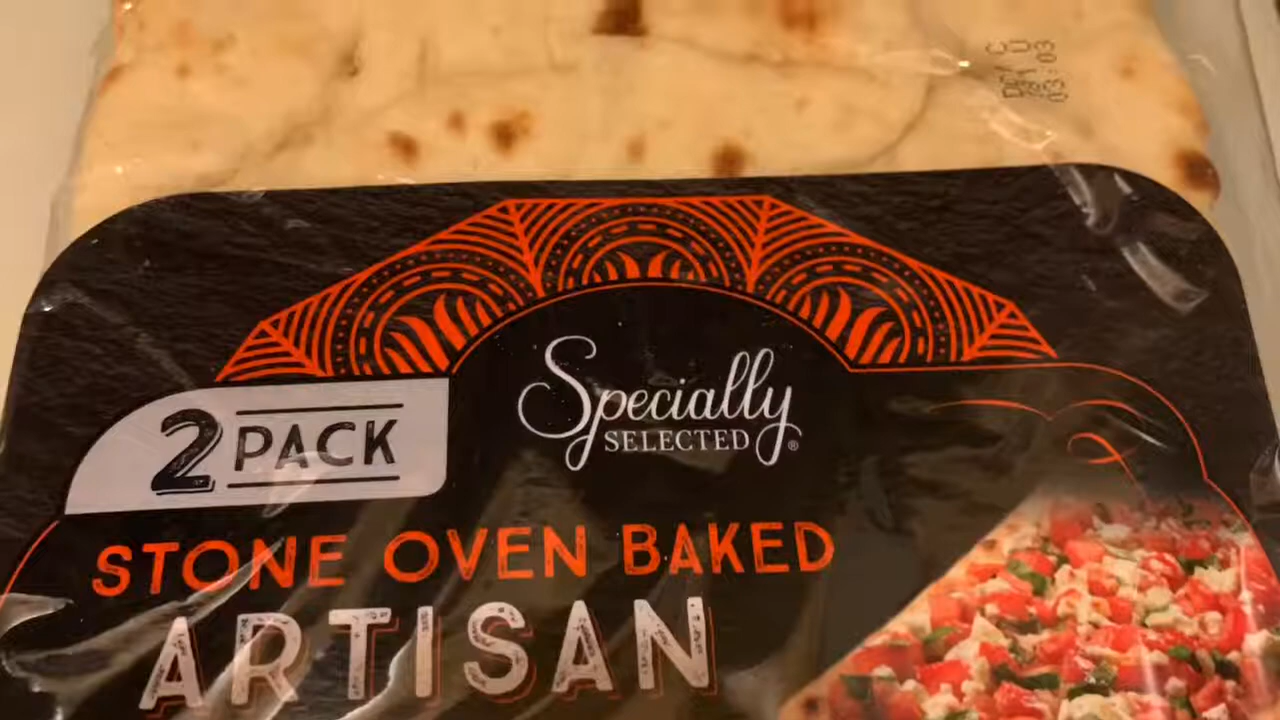 2 PACK
Specially
SELECTED®
STONE OVEN BAKED
ARTISAN